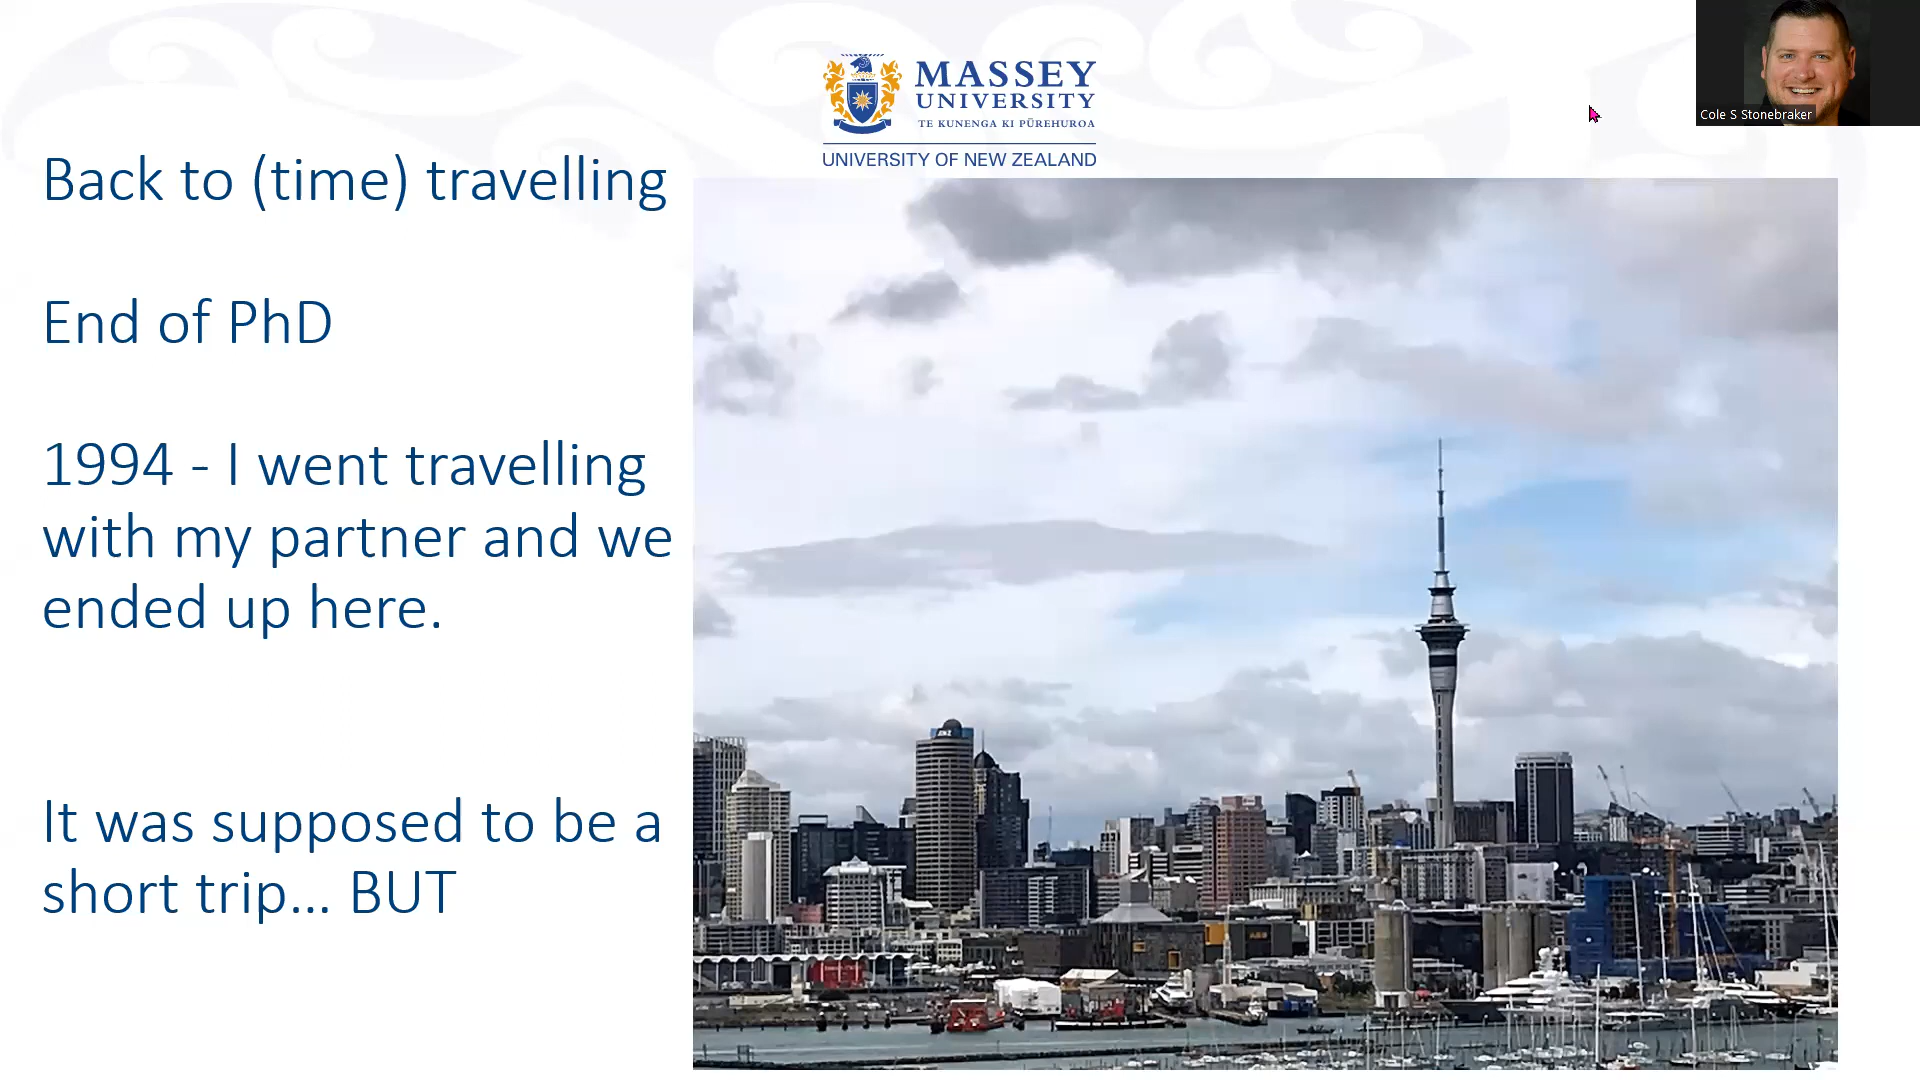 MASSEY
UNIVERSITY
TE KUNENGA KI PŪREHUROA
UNIVERSITY OF NEW ZEALAND
Cole S Stonebraker
Back to (time) travelling
End of PhD
1994 - I went travelling
with my partner and we
ended up here.
It was supposed to be a
short trip... BUT
ANZ